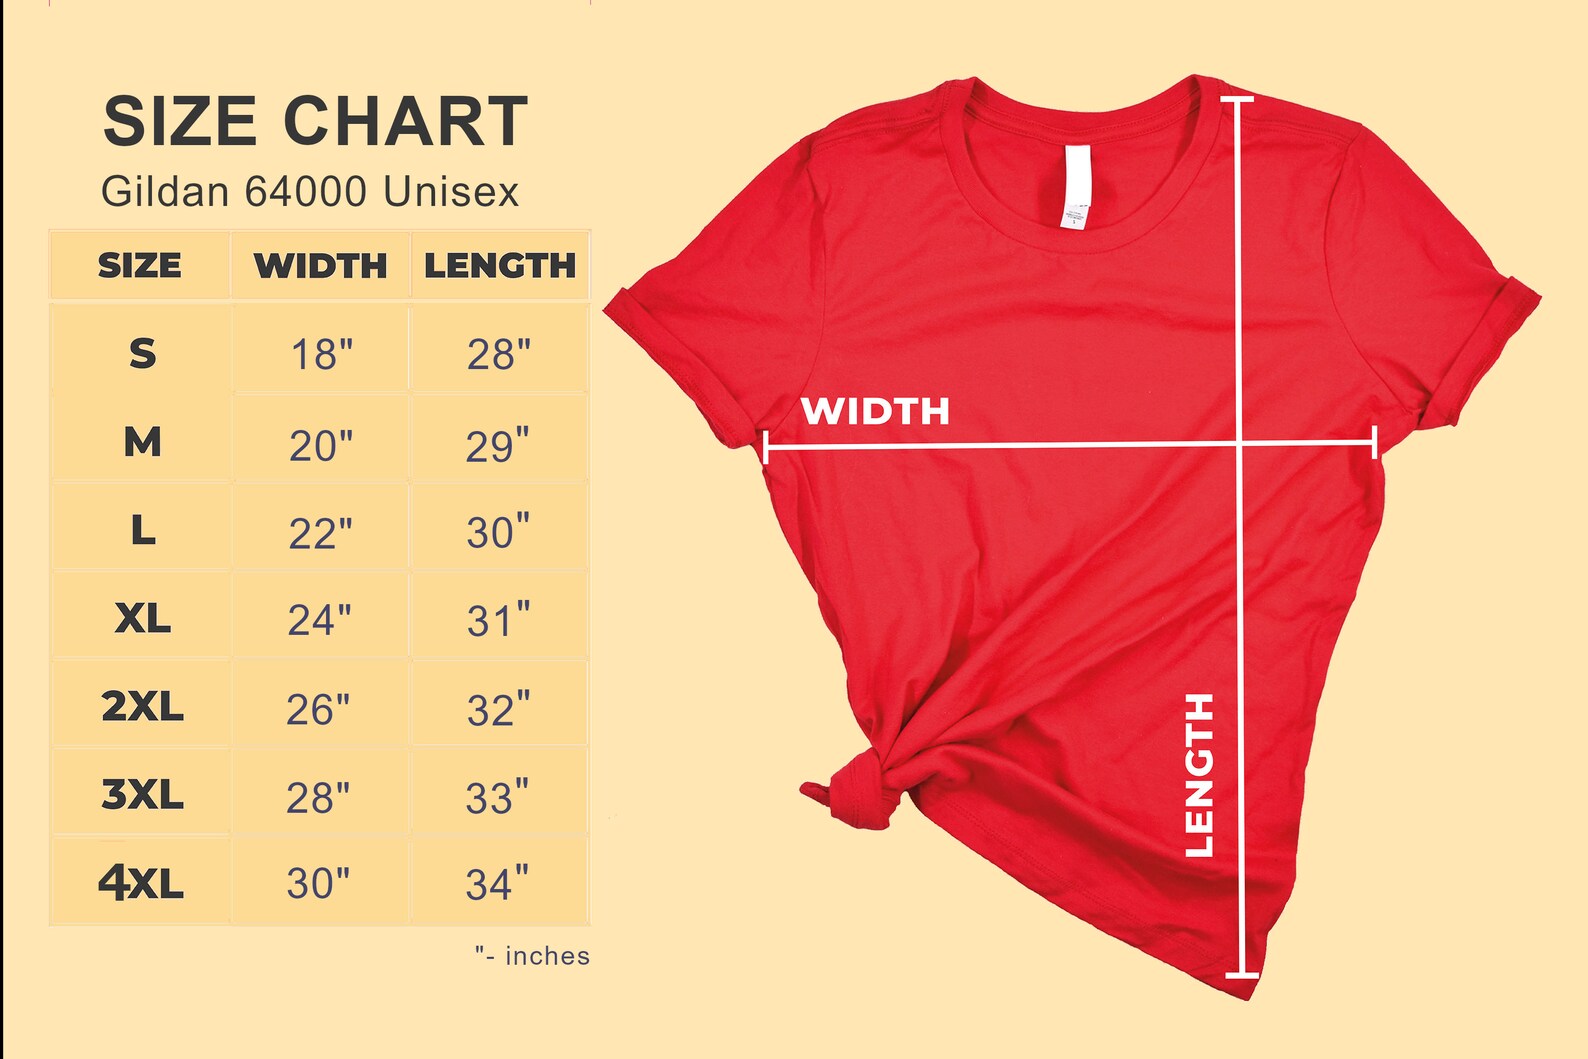 SIZE CHART
Gildan 64000 Unisex
SIZE WIDTH LENGTH
S 18" 28"
M 20" 29"
L 22" 30"
XL 24" 31"
2XL 26" 32"
3XL 28" 33"
4XL 30" 34"
"- inches
WIDTH
LENGTH